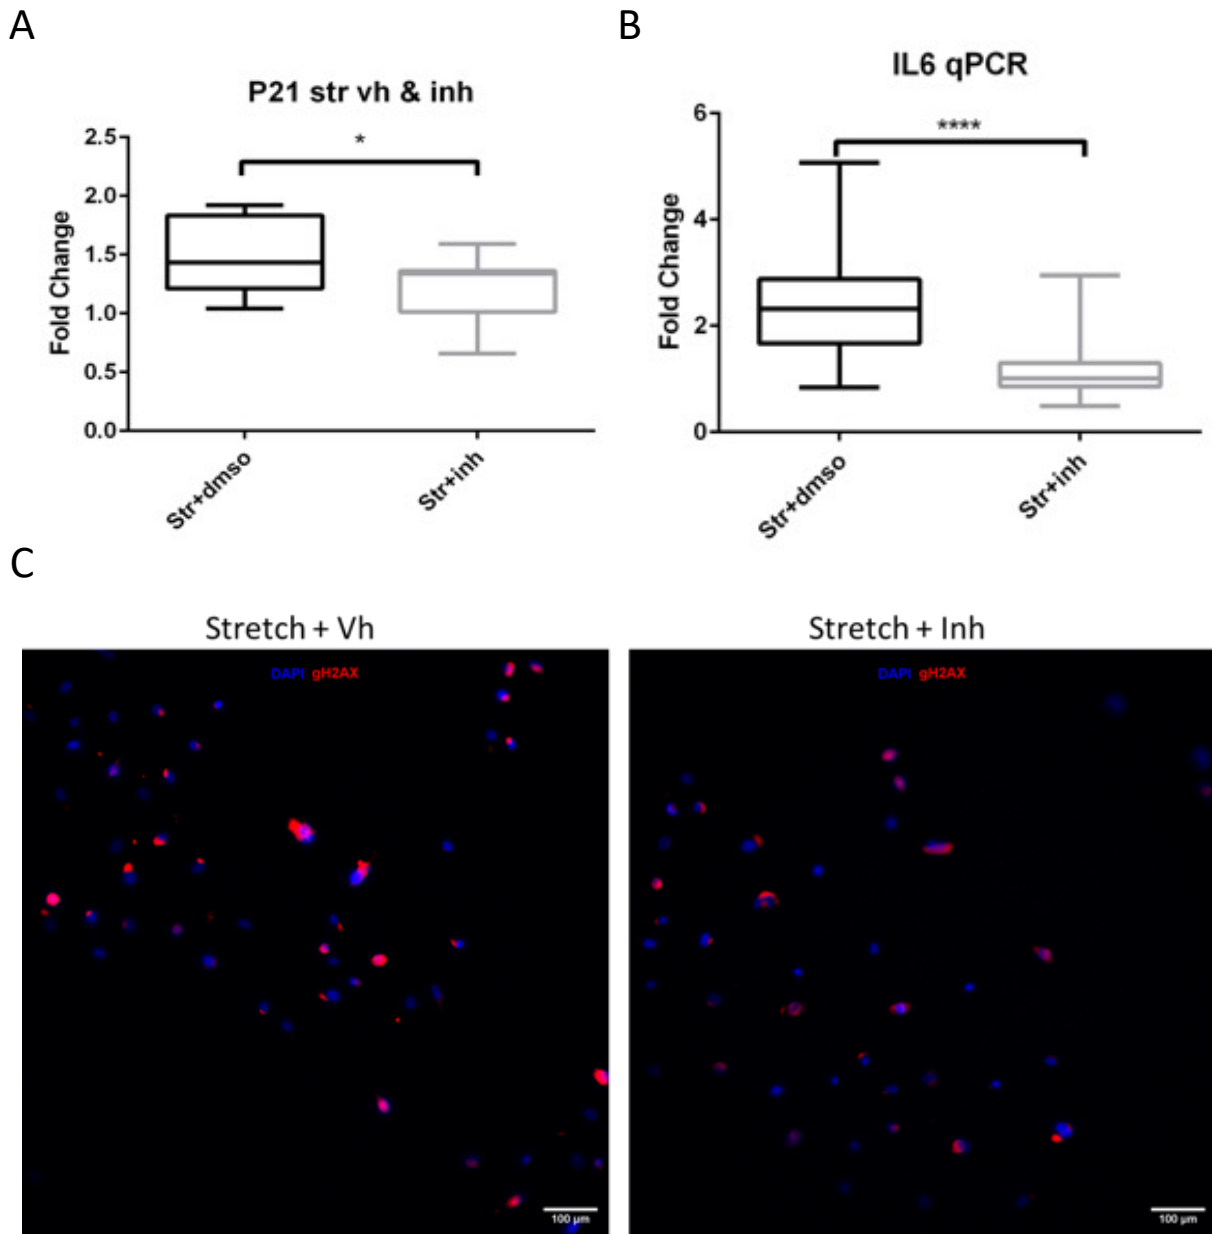 A
B
P21 str vh & inh
IL6 qPCR
*
****
Fold Change
2.5
2.0
1.5
1.0
0.5
0.0
Str+dmso
Str+inh
Fold Change
6
4
2
0
Str+dmso
Str+inh
C
Stretch + Vh
Stretch + Inh
DAPI gH2AX
DAPI gH2AX
100 µm
100 µm